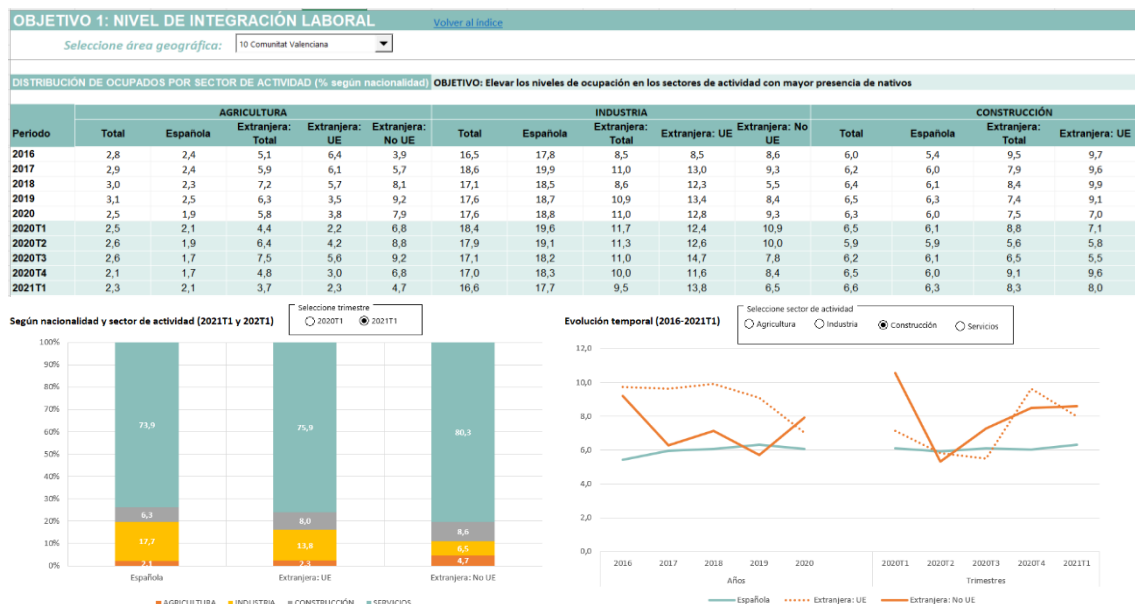 OBJETIVO 1: NIVEL DE INTEGRACIÓN LABORAL Volver al índice
Seleccione área geográfica: 10 Comunitat Valenciana
DISTRIBUCIÓN DE OCUPADOS POR SECTOR DE ACTIVIDAD (% según nacionalidad) OBJETIVO: Elevar los niveles de ocupación en los sectores de actividad con mayor presencia de nativos
AGRICULTURA INDUSTRIA CONSTRUCCIÓN
Periodo Total Española Extranjera: Total Extranjera: UE Extranjera: No UE Total Española Extranjera: Total Extranjera: UE Extranjera: No UE Total Española Extranjera: Total Extranjera: UE
2016 2,8 2,4 5,1 6,4 3,9 16,5 17,8 8,5 8,5 8,6 6,0 5,4 9,5 9,7
2017 2,9 2,4 5,9 6,1 5,7 18,6 19,9 11,0 13,0 9,3 6,2 6,0 7,9 9,6
2018 3,0 2,3 7,2 5,7 8,1 17,1 18,5 8,6 12,3 5,5 6,4 6,1 8,4 9,9
2019 3,1 2,5 6,3 3,5 9,2 17,6 18,7 10,9 13,4 8,4 6,5 6,3 7,4 9,1
2020 2,5 1,9 5,8 3,8 7,9 17,6 18,8 11,0 12,8 9,3 6,3 6,0 7,5 7,0
2020T1 2,5 2,1 4,4 2,2 6,8 18,4 19,6 11,7 12,4 10,9 6,5 6,1 8,8 7,1
2020T2 2,6 1,9 6,4 4,2 8,8 17,9 19,1 11,3 12,6 10,0 5,9 5,9 5,6 5,8
2020T3 2,6 1,7 7,5 5,6 9,2 17,1 18,2 11,0 14,7 7,8 6,2 6,1 6,5 5,5
2020T4 2,1 1,7 4,8 3,0 6,8 17,0 18,3 10,0 11,6 8,4 6,5 6,0 9,1 9,6
2021T1 2,3 2,1 3,7 2,3 4,7 16,6 17,7 9,5 13,8 6,5 6,6 6,3 8,3 8,0
Según nacionalidad y sector de actividad (2021T1 y 202T1)
Seleccione trimestre
2020T1 2021T1
100%
90%
80%
70%
60%
50%
40%
30%
20%
10%
0%
73,9 75,9 80,3
6,3 8,0 8,6
17,7 13,8 6,5
2,1 2,3 4,7
Española Extranjera: UE Extranjera: No UE
AGRICULTURA INDUSTRIA CONSTRUCCIÓN SERVICIOS
Evolución temporal (2016-2021T1)
Seleccione sector de actividad
Agricultura Industria Construcción Servicios
12,0
10,0
8,0
6,0
4,0
2,0
0,0
2016 2017 2018 2019 2020 2020T1 2020T2 2020T3 2020T4 2021T1
Años Trimestres
Española Extranjera: UE Extranjera: No UE